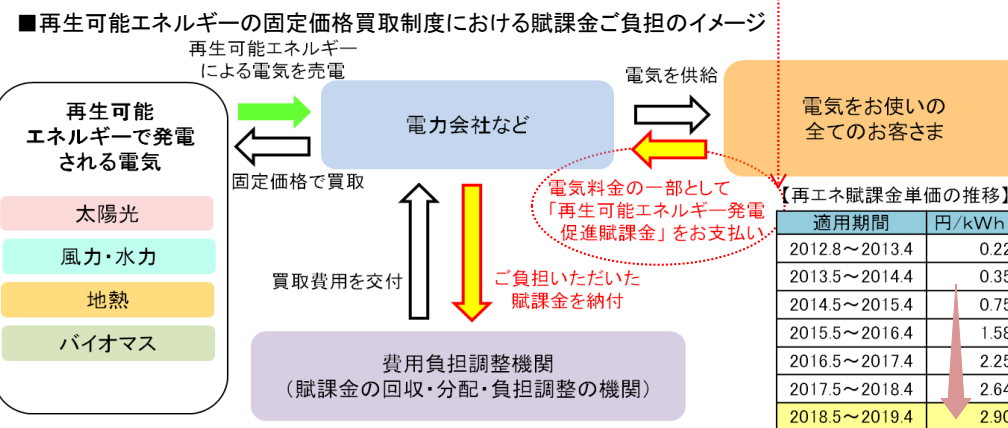 ■再生可能エネルギーの固定価格買取制度における賦課金ご負担のイメージ
再生可能エネルギー
による電気を売電
再生可能
エネルギーで発電
される電気
太陽光
風力・水力
地熱
バイオマス
固定価格で買取
電力会社など
電気を供給
電気をお使いの
全てのお客さま
電気料金の一部として
「再生可能エネルギー発電
促進賦課金」をお支払い
買取費用を交付
ご負担いただいた
賦課金を納付
費用負担調整機関
（賦課金の回収・分配・負担調整の機関）
【再エネ賦課金単価の推移】
適用期間 円/kWh
2012.8～2013.4 0.22
2013.5～2014.4 0.35
2014.5～2015.4 0.75
2015.5～2016.4 1.58
2016.5～2017.4 2.25
2017.5～2018.4 2.64
2018.5～2019.4 2.90